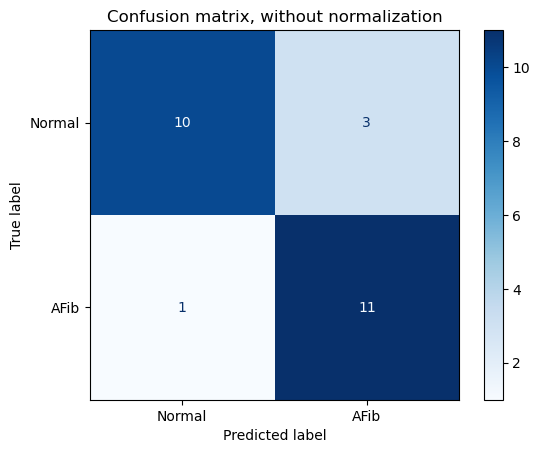 Confusion matrix, without normalization
True label
Normal
AFib
10
3
1
11
Normal
AFib
Predicted label
10
8
6
4
2